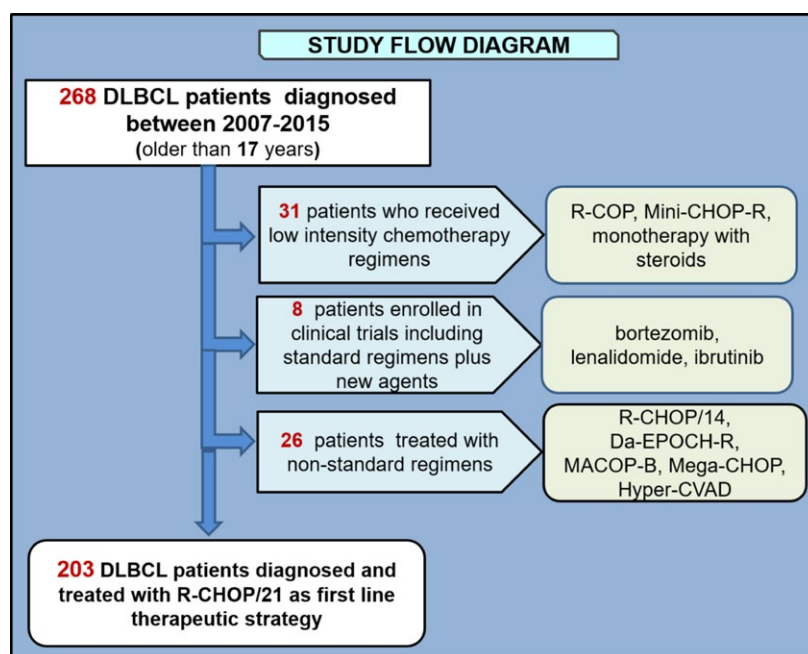 STUDY FLOW DIAGRAM
268 DLBCL patients diagnosed
between 2007-2015
(older than 17 years)
31 patients who received
low intensity chemotherapy
regimens
R-COP, Mini-CHOP-R,
monotherapy with
steroids
8 patients enrolled in
clinical trials including
standard regimens plus
new agents
bortezomib,
lenalidomide, ibrutinib
26 patients treated with
non-standard regimens
R-CHOP/14,
Da-EPOCH-R,
MACOP-B, Mega-CHOP,
Hyper-CVAD
203 DLBCL patients diagnosed and
treated with R-CHOP/21 as first line
therapeutic strategy